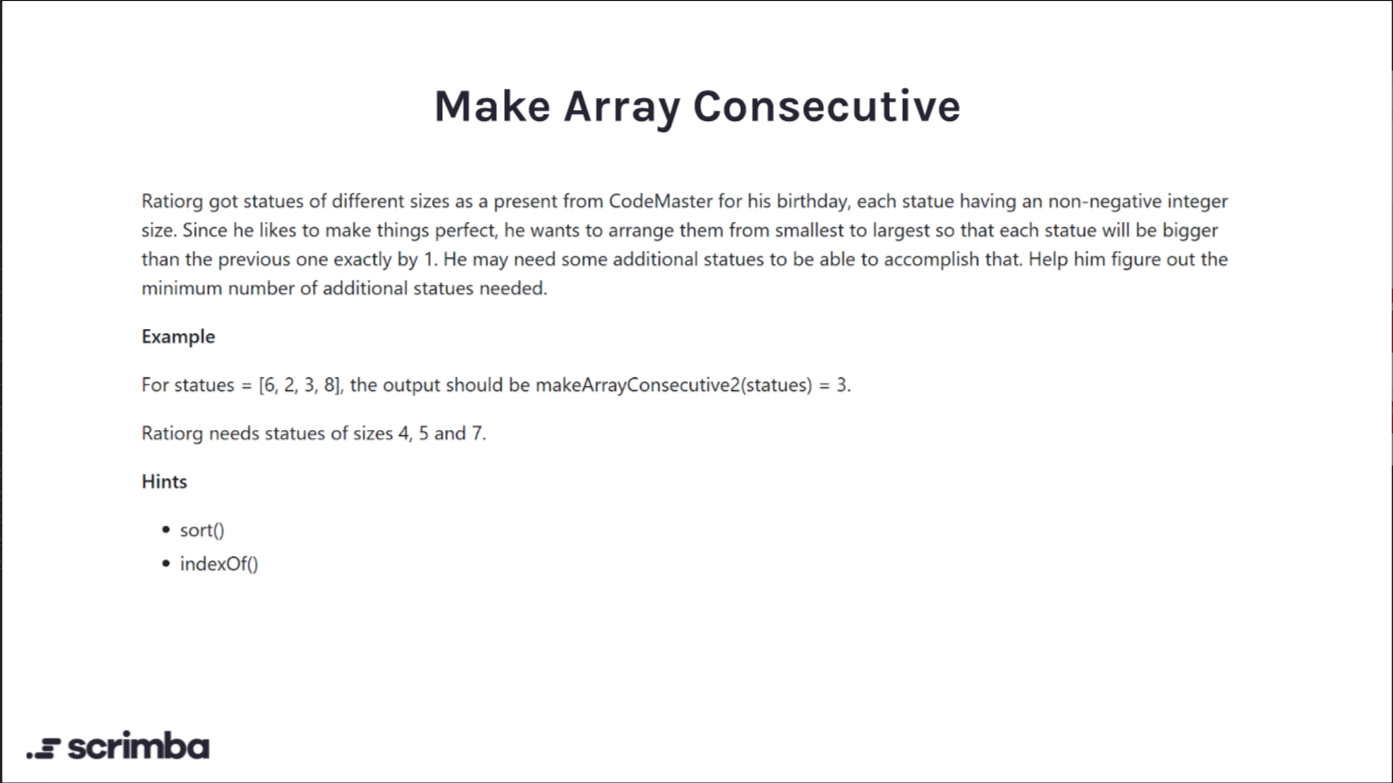 Make Array Consecutive
Ratiorg got statues of different sizes as a present from CodeMaster for his birthday, each statue having an non-negative integer
size. Since he likes to make things perfect, he wants to arrange them from smallest to largest so that each statue will be bigger
than the previous one exactly by 1. He may need some additional statues to be able to accomplish that. Help him figure out the
minimum number of additional statues needed.
Example
For statues = [6, 2, 3, 8], the output should be makeArrayConsecutive2(statues) = 3.
Ratiorg needs statues of sizes 4, 5 and 7.
Hints
• sort()
• indexOf()
scrimba